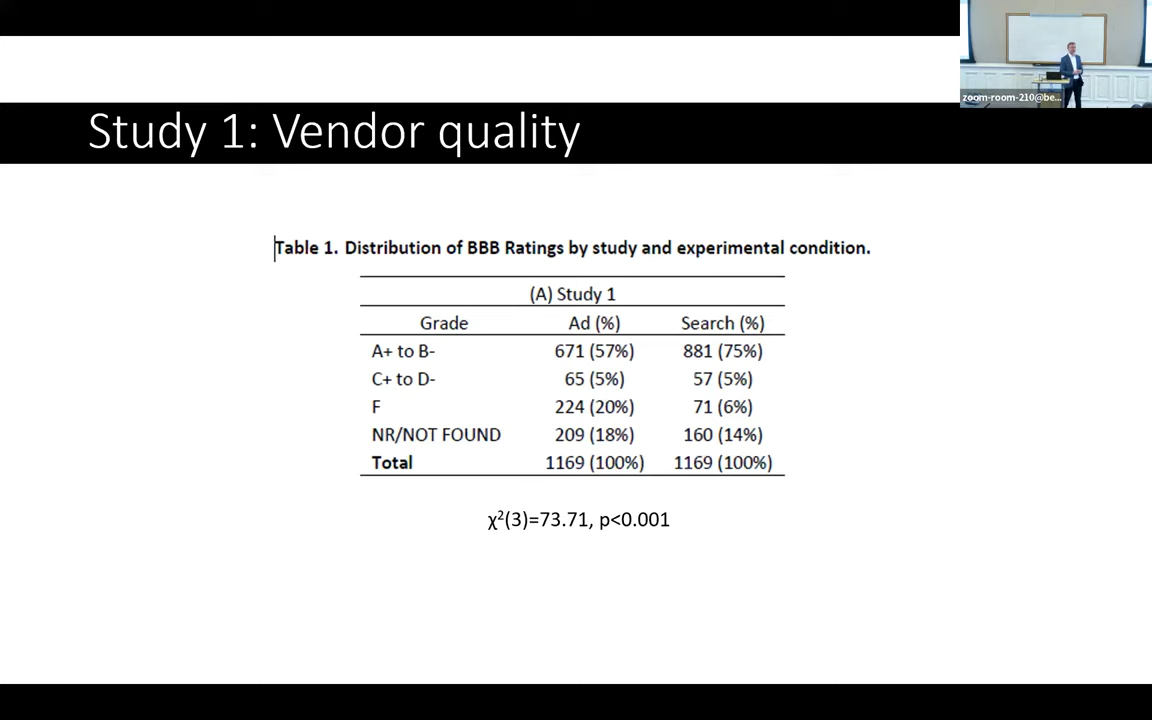 zoom-room-210@be...
Study 1: Vendor quality
Table 1. Distribution of BBB Ratings by study and experimental condition.
(A) Study 1
Grade Ad (%) Search (%)
A+ to B- 671 (57%) 881 (75%)
C+ to D- 65 (5%) 57 (5%)
F 224 (20%) 71 (6%)
NR/NOT FOUND 209 (18%) 160 (14%)
Total 1169 (100%) 1169 (100%)
χ²(3)=73.71, p<0.001